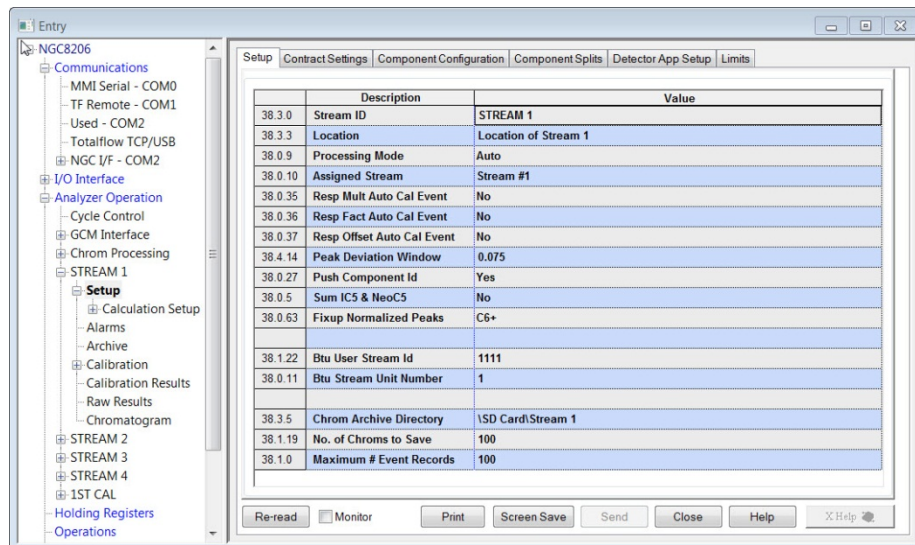 Entry
NGC8206
Communications
MMI Serial - COM0
TF Remote - COM1
Used - COM2
Totalflow TCP/USB
NGC I/F - COM2
I/O Interface
Analyzer Operation
Cycle Control
GCM Interface
Chrom Processing
STREAM 1
Setup
Calculation Setup
Alarms
Archive
Calibration
Calibration Results
Raw Results
Chromatogram
STREAM 2
STREAM 3
STREAM 4
1ST CAL
Holding Registers
Operations
Setup Contract Settings Component Configuration Component Splits Detector App Setup Limits
Description Value
38.3.0 Stream ID STREAM 1
38.3.3 Location Location of Stream 1
38.0.9 Processing Mode Auto
38.0.10 Assigned Stream Stream #1
38.0.35 Resp Mult Auto Cal Event No
38.0.36 Resp Fact Auto Cal Event No
38.0.37 Resp Offset Auto Cal Event No
38.4.14 Peak Deviation Window 0.075
38.0.27 Push Component Id Yes
38.0.5 Sum IC5 & NeoC5 No
38.0.63 Fixup Normalized Peaks C6+
38.1.22 Btu User Stream Id 1111
38.0.11 Btu Stream Unit Number 1
38.3.5 Chrom Archive Directory \SD Card\Stream 1
38.1.19 No. of Chroms to Save 100
38.1.0 Maximum # Event Records 100
Re-read Monitor Print Screen Save Send Close Help X Help